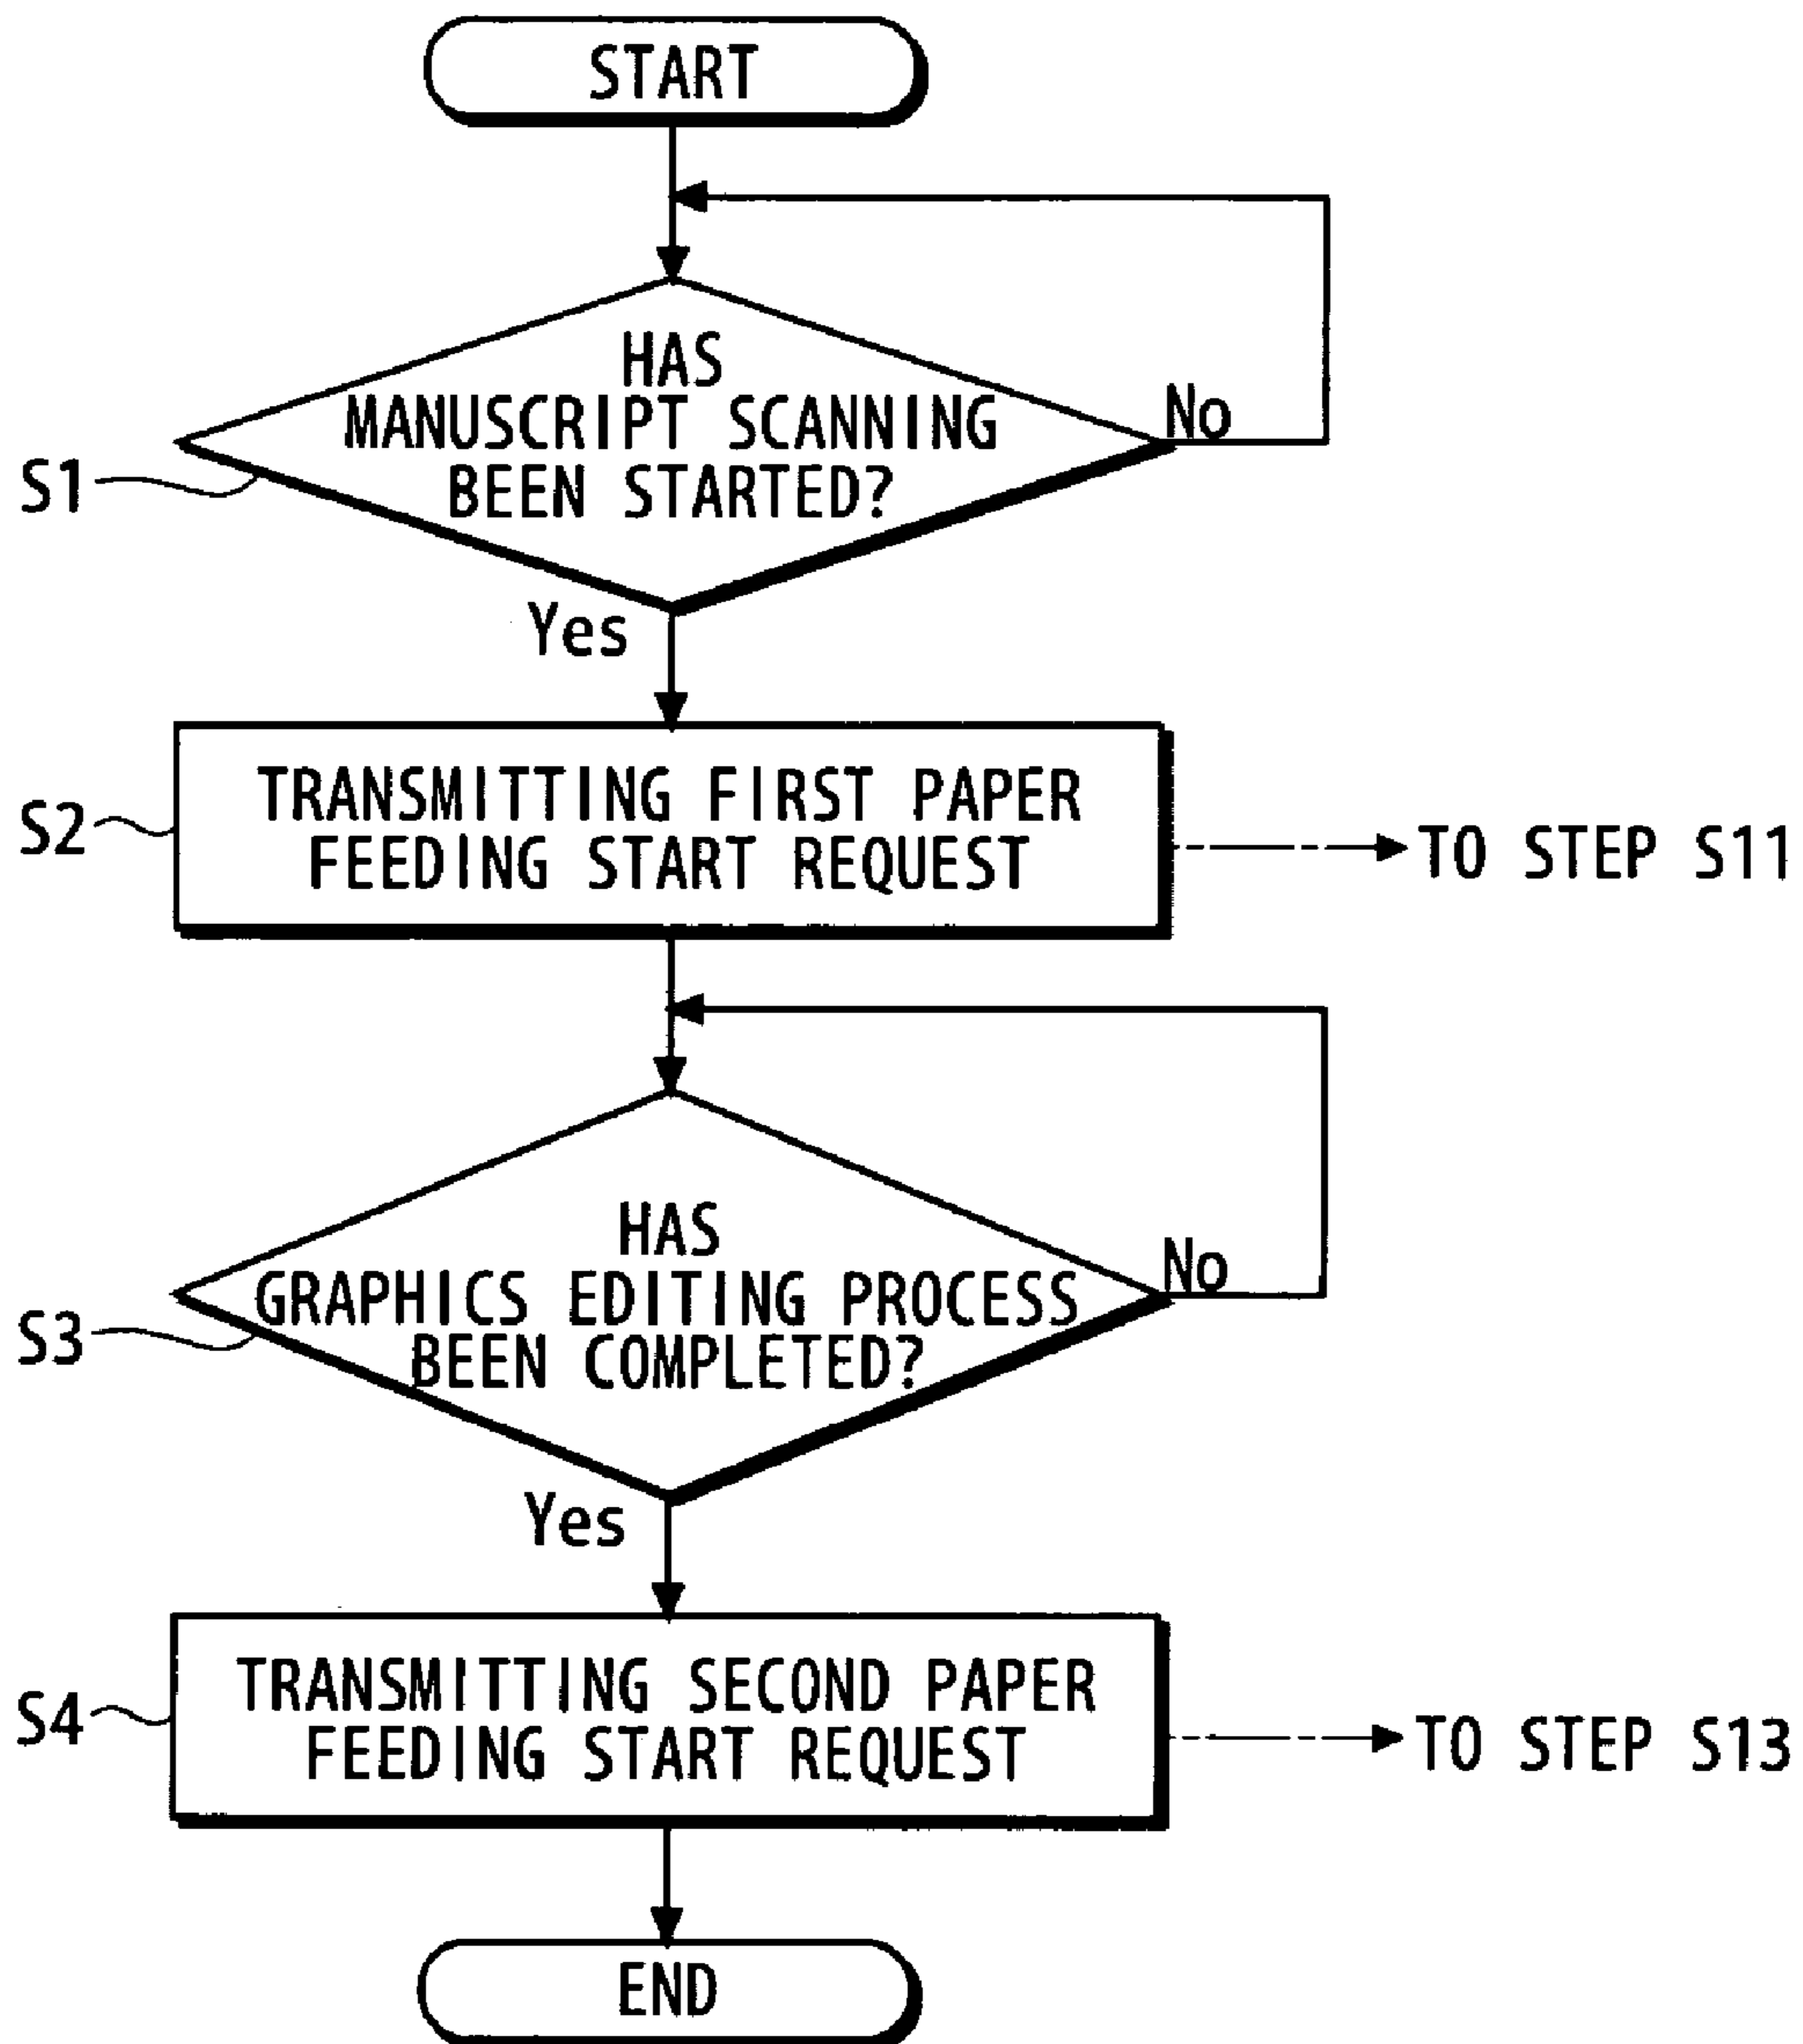 START
HAS
MANUSCRIPT SCANNING
BEEN STARTED?
No
S1
Yes
S2
TRANSMITTING FIRST PAPER
FEEDING START REQUEST
TO STEP S11
HAS
GRAPHICS EDITING PROCESS
BEEN COMPLETED?
No
S3
Yes
S4
TRANSMITTING SECOND PAPER
FEEDING START REQUEST
TO STEP S13
END